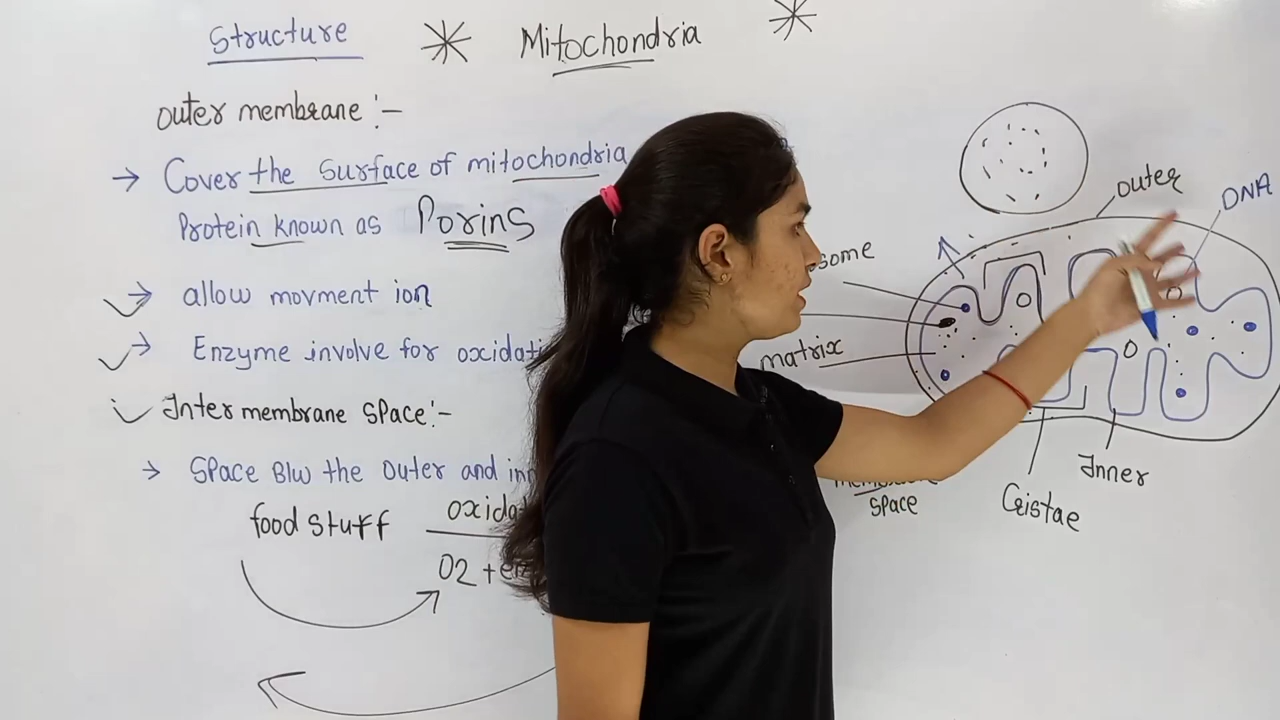 Structure
Mitochondria
outer membrane :-
→ Cover the surface of mitochondria
Protein known as Porins
→ allow movment ion
→ Enzyme involve for
Inter membrane space :-
→ Space Blw the outer and
food stuff
O2 +
outer
DNA
matrix
space
Cristae
Inner